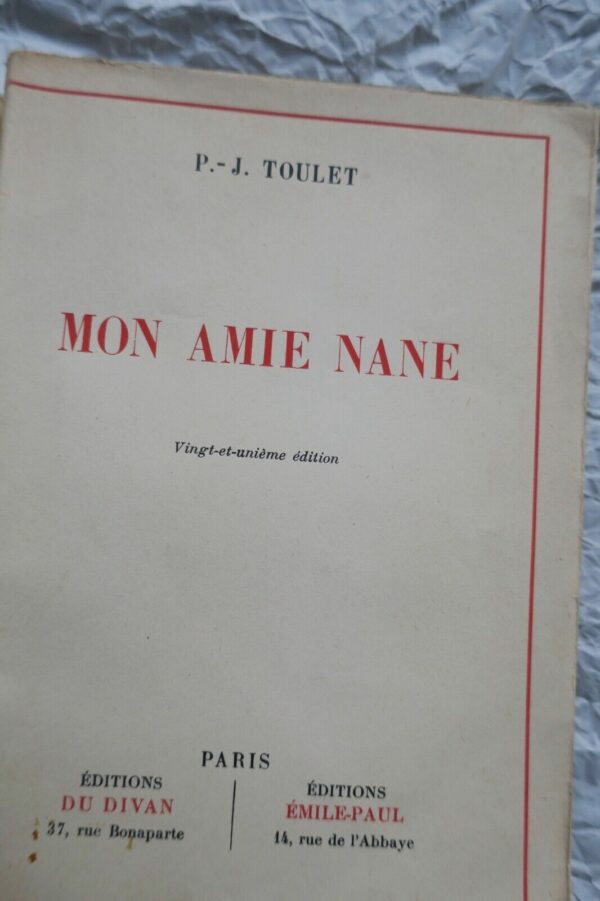 P.-J. TOULET
MON AMIE NANE
Vingt-et-unième édition
PARIS
ÉDITIONS
DU DIVAN
37, rue Bonaparte
ÉDITIONS
ÉMILE-PAUL
14, rue de l'Abbaye